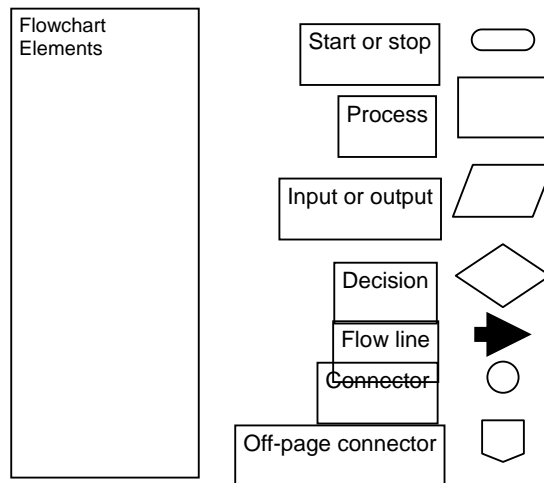 Flowchart
Elements
Start or stop
Process
Input or output
Decision
Flow line
Connector
Off-page connector